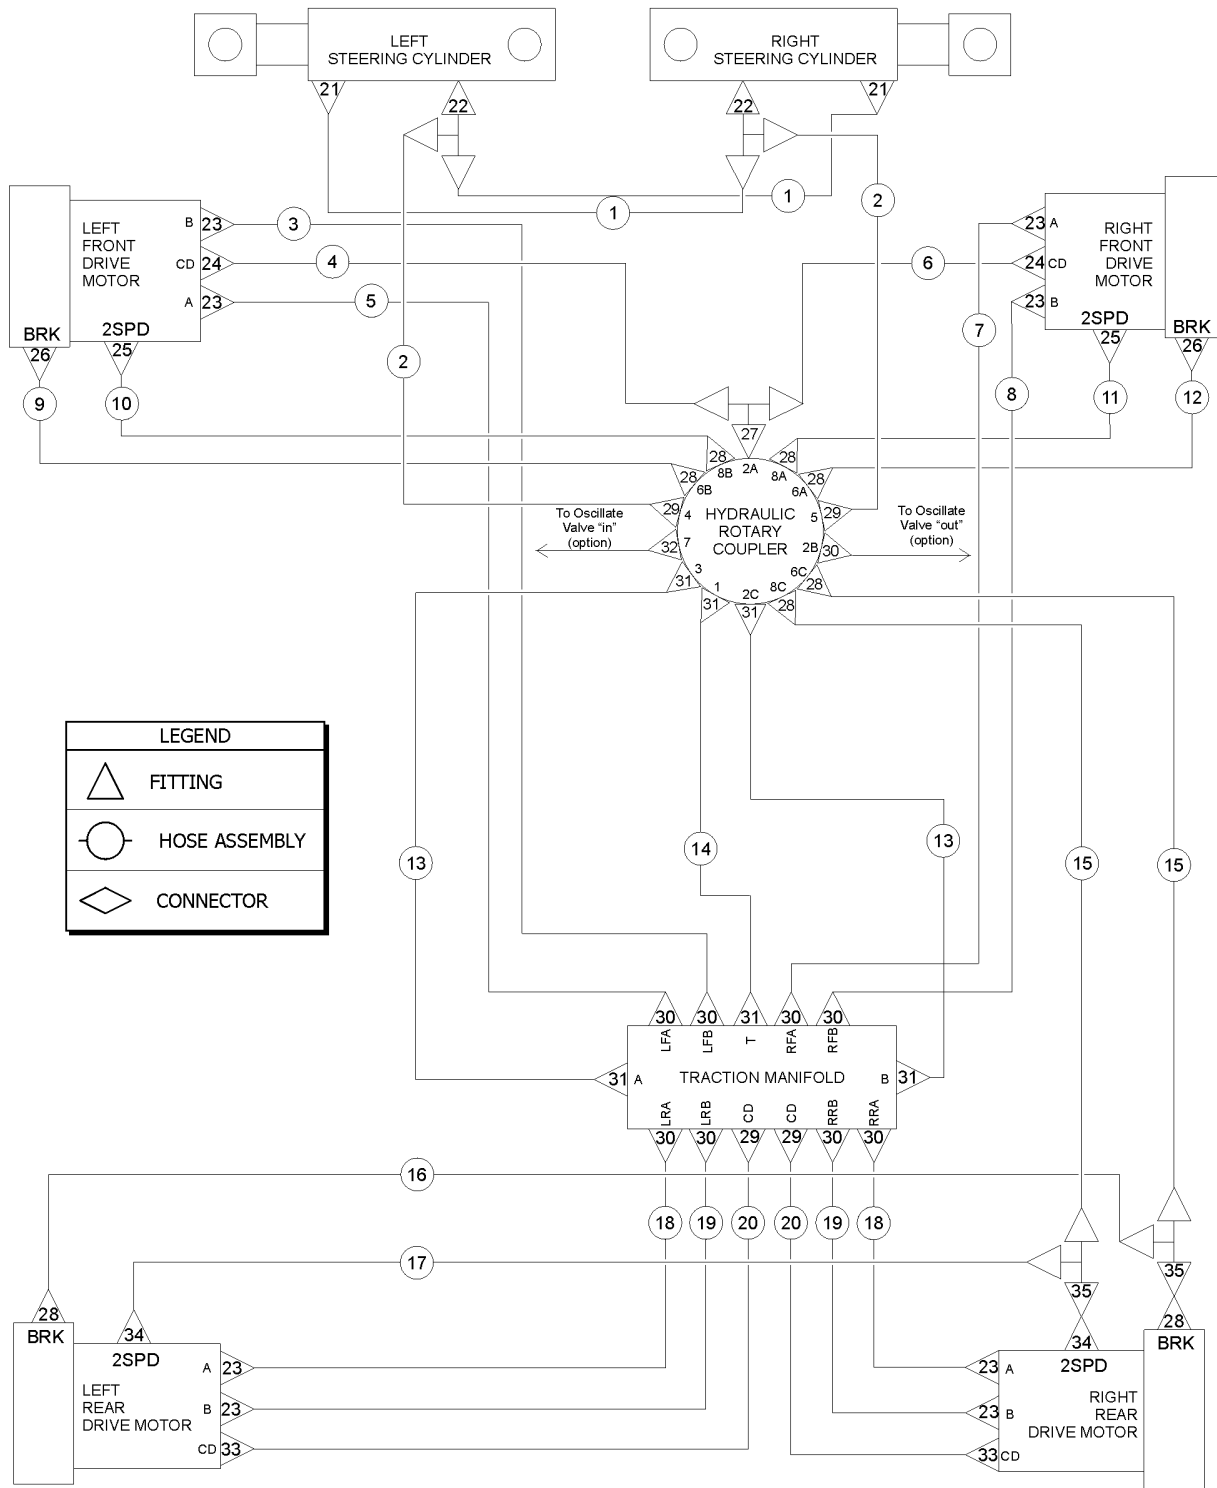 LEFT
STEERING CYLINDER
RIGHT
STEERING CYLINDER
21
22
22
21
1
1
2
LEFT
FRONT
DRIVE
MOTOR
B
23
3
CD
24
4
A
23
5
BRK
2SPD
26
25
9
10
2
RIGHT
FRONT
DRIVE
MOTOR
23
A
24
CD
6
23
B
7
8
2SPD
BRK
25
26
11
12
27
28
28
28
28
8B
2A
8A
6B
6A
29
4
5
29
HYDRAULIC
ROTARY
COUPLER
To Oscillate
Valve “in”
(option)
To Oscillate
Valve “out”
(option)
32
7
2B
30
31
3
6C
28
1
2C
8C
31
31
28
LEGEND
FITTING
HOSE ASSEMBLY
CONNECTOR
13
14
13
15
15
30
30
31
30
30
LFA
LFB
T
RFA
RFB
31
A
TRACTION MANIFOLD
B
31
LRA
LRB
CD
CD
RRB
RRA
30
30
29
29
30
30
16
18
19
20
20
19
18
17
35
35
28
BRK
34
2SPD
LEFT
REAR
DRIVE MOTOR
A
23
B
23
CD
33
34
2SPD
28
BRK
RIGHT
REAR
DRIVE MOTOR
23
A
23
B
33
CD